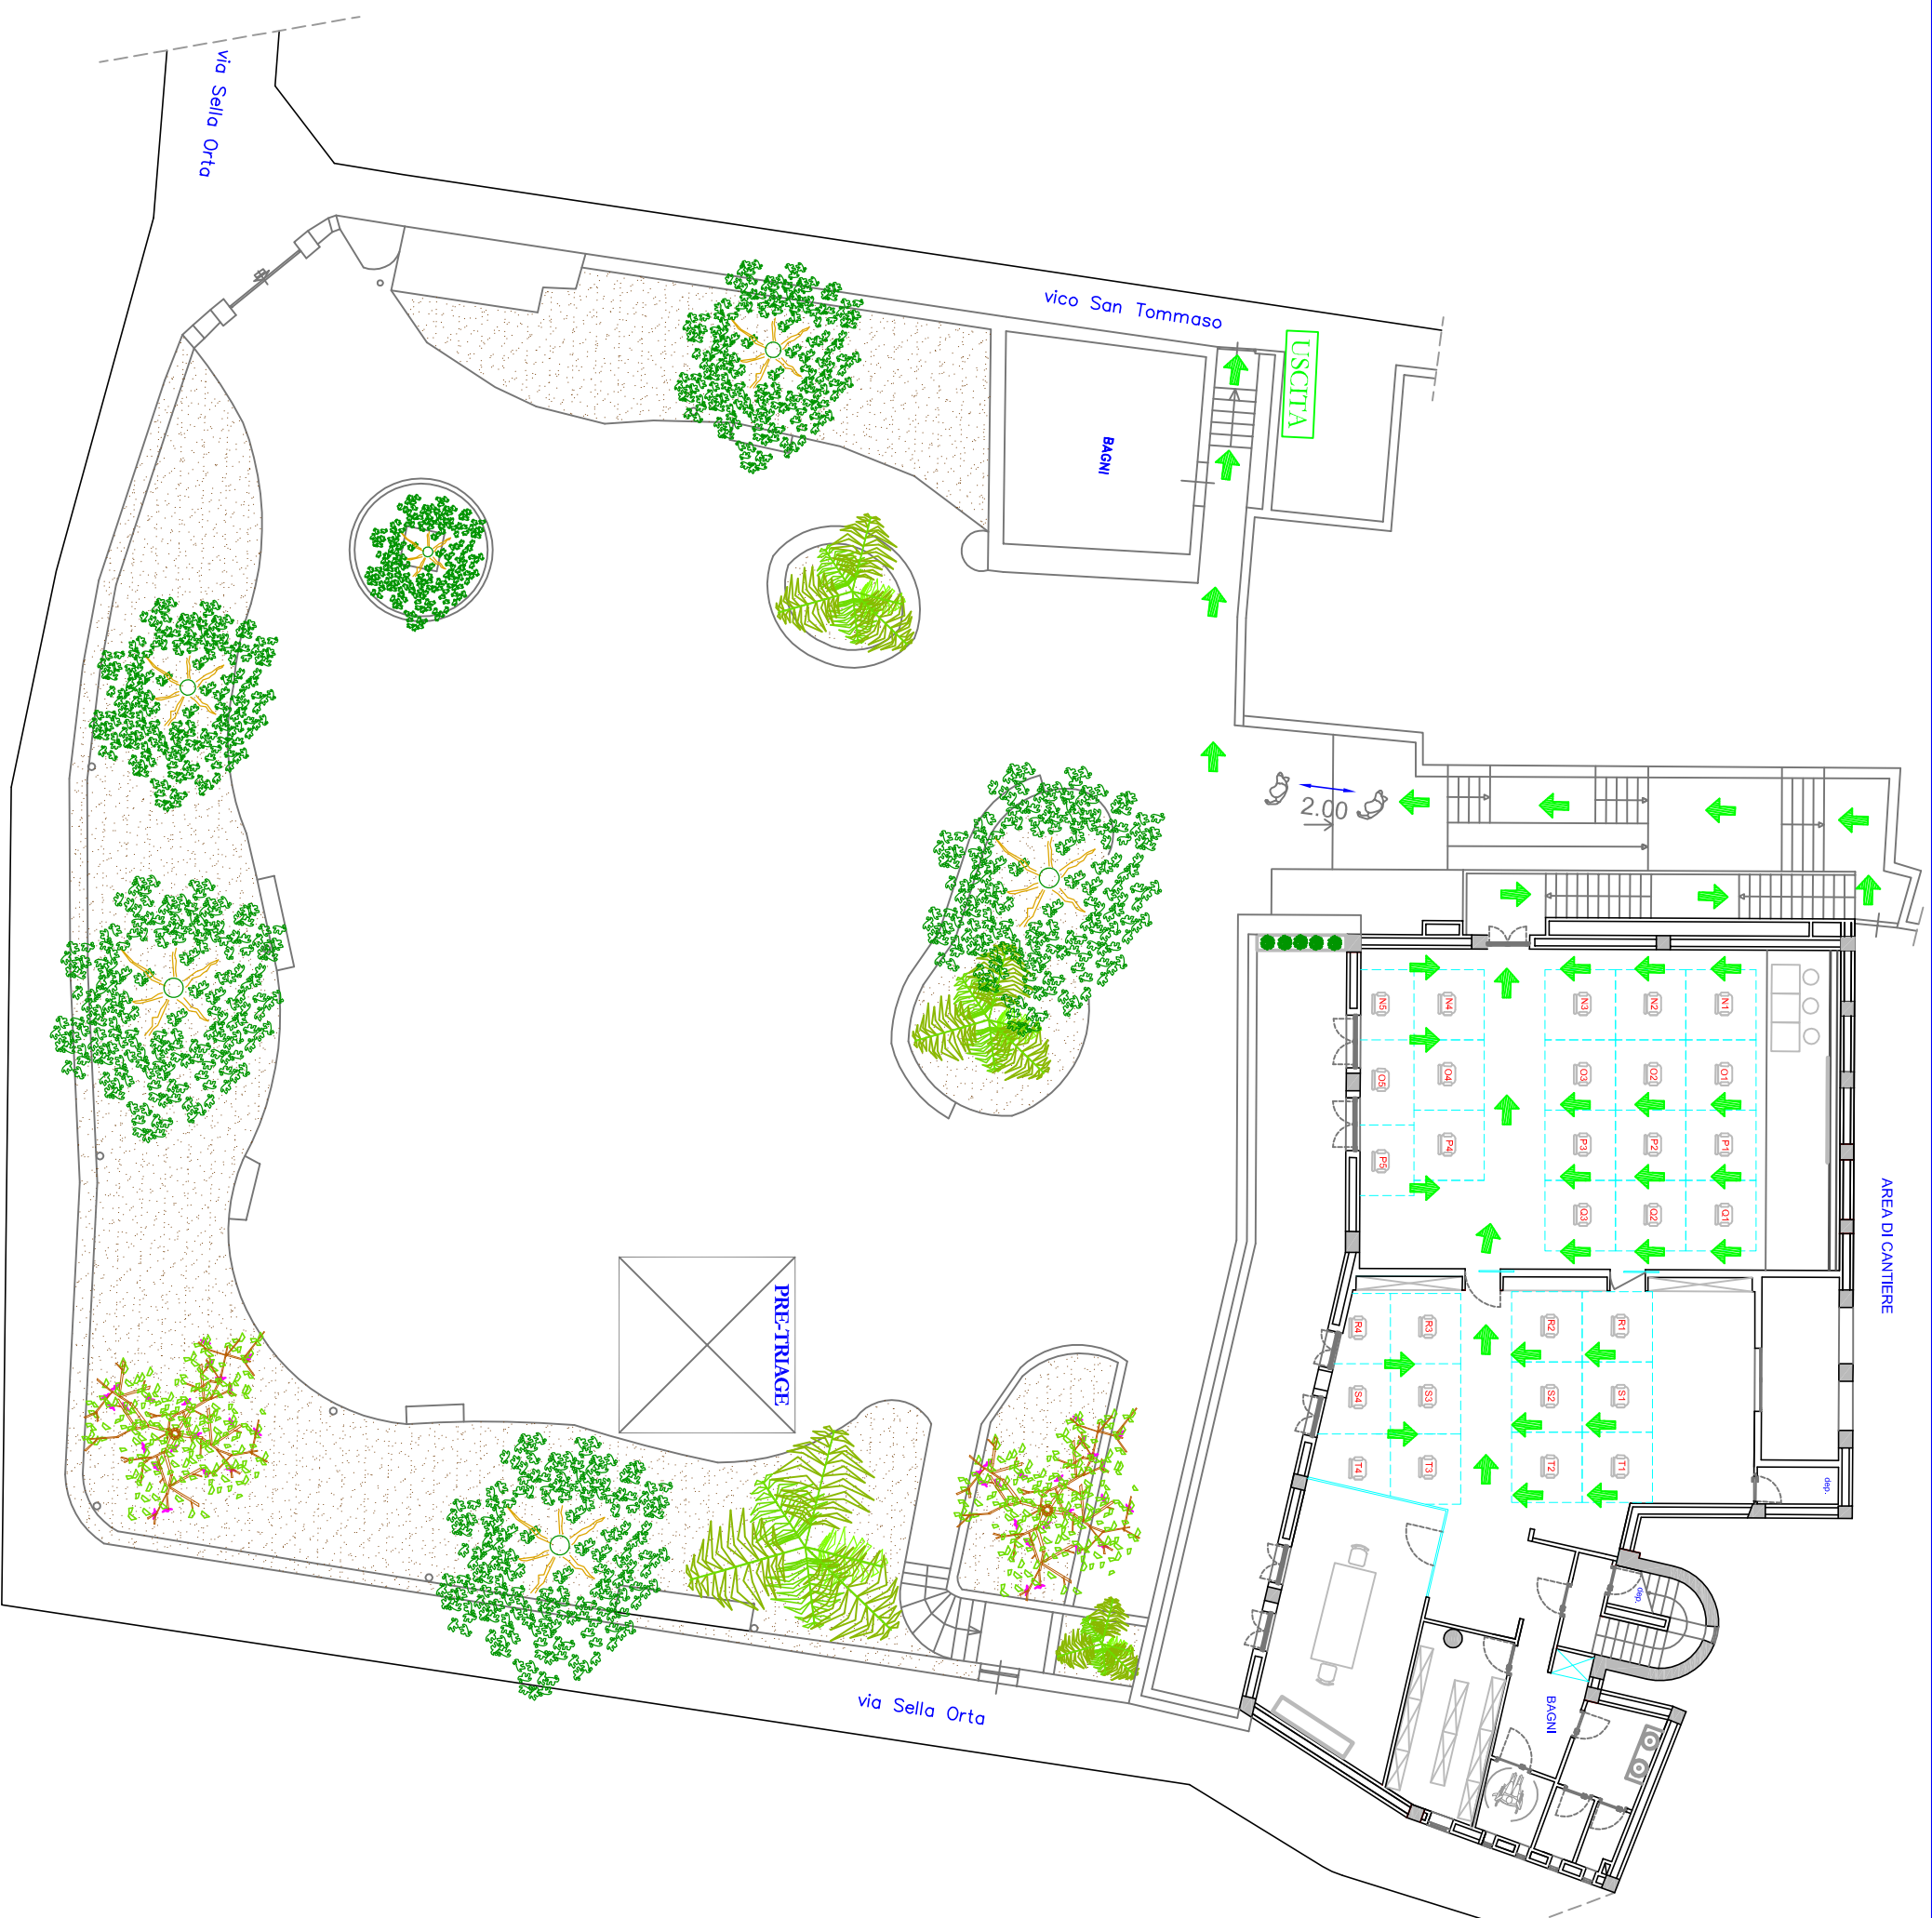 via Sella Orta
vico San Tommaso
USCITA
BAGNI
2.00
N5
N4
N3
N2
N1
O5
O4
O3
O2
O1
P5
P4
P3
P2
P1
Q3
Q2
Q1
AREA DI CANTIERE
PRE-TRIAGE
R4
R3
R2
R1
S4
S3
S2
S1
T4
T3
T2
T1
dep.
dep.
BAGNI
via Sella Orta